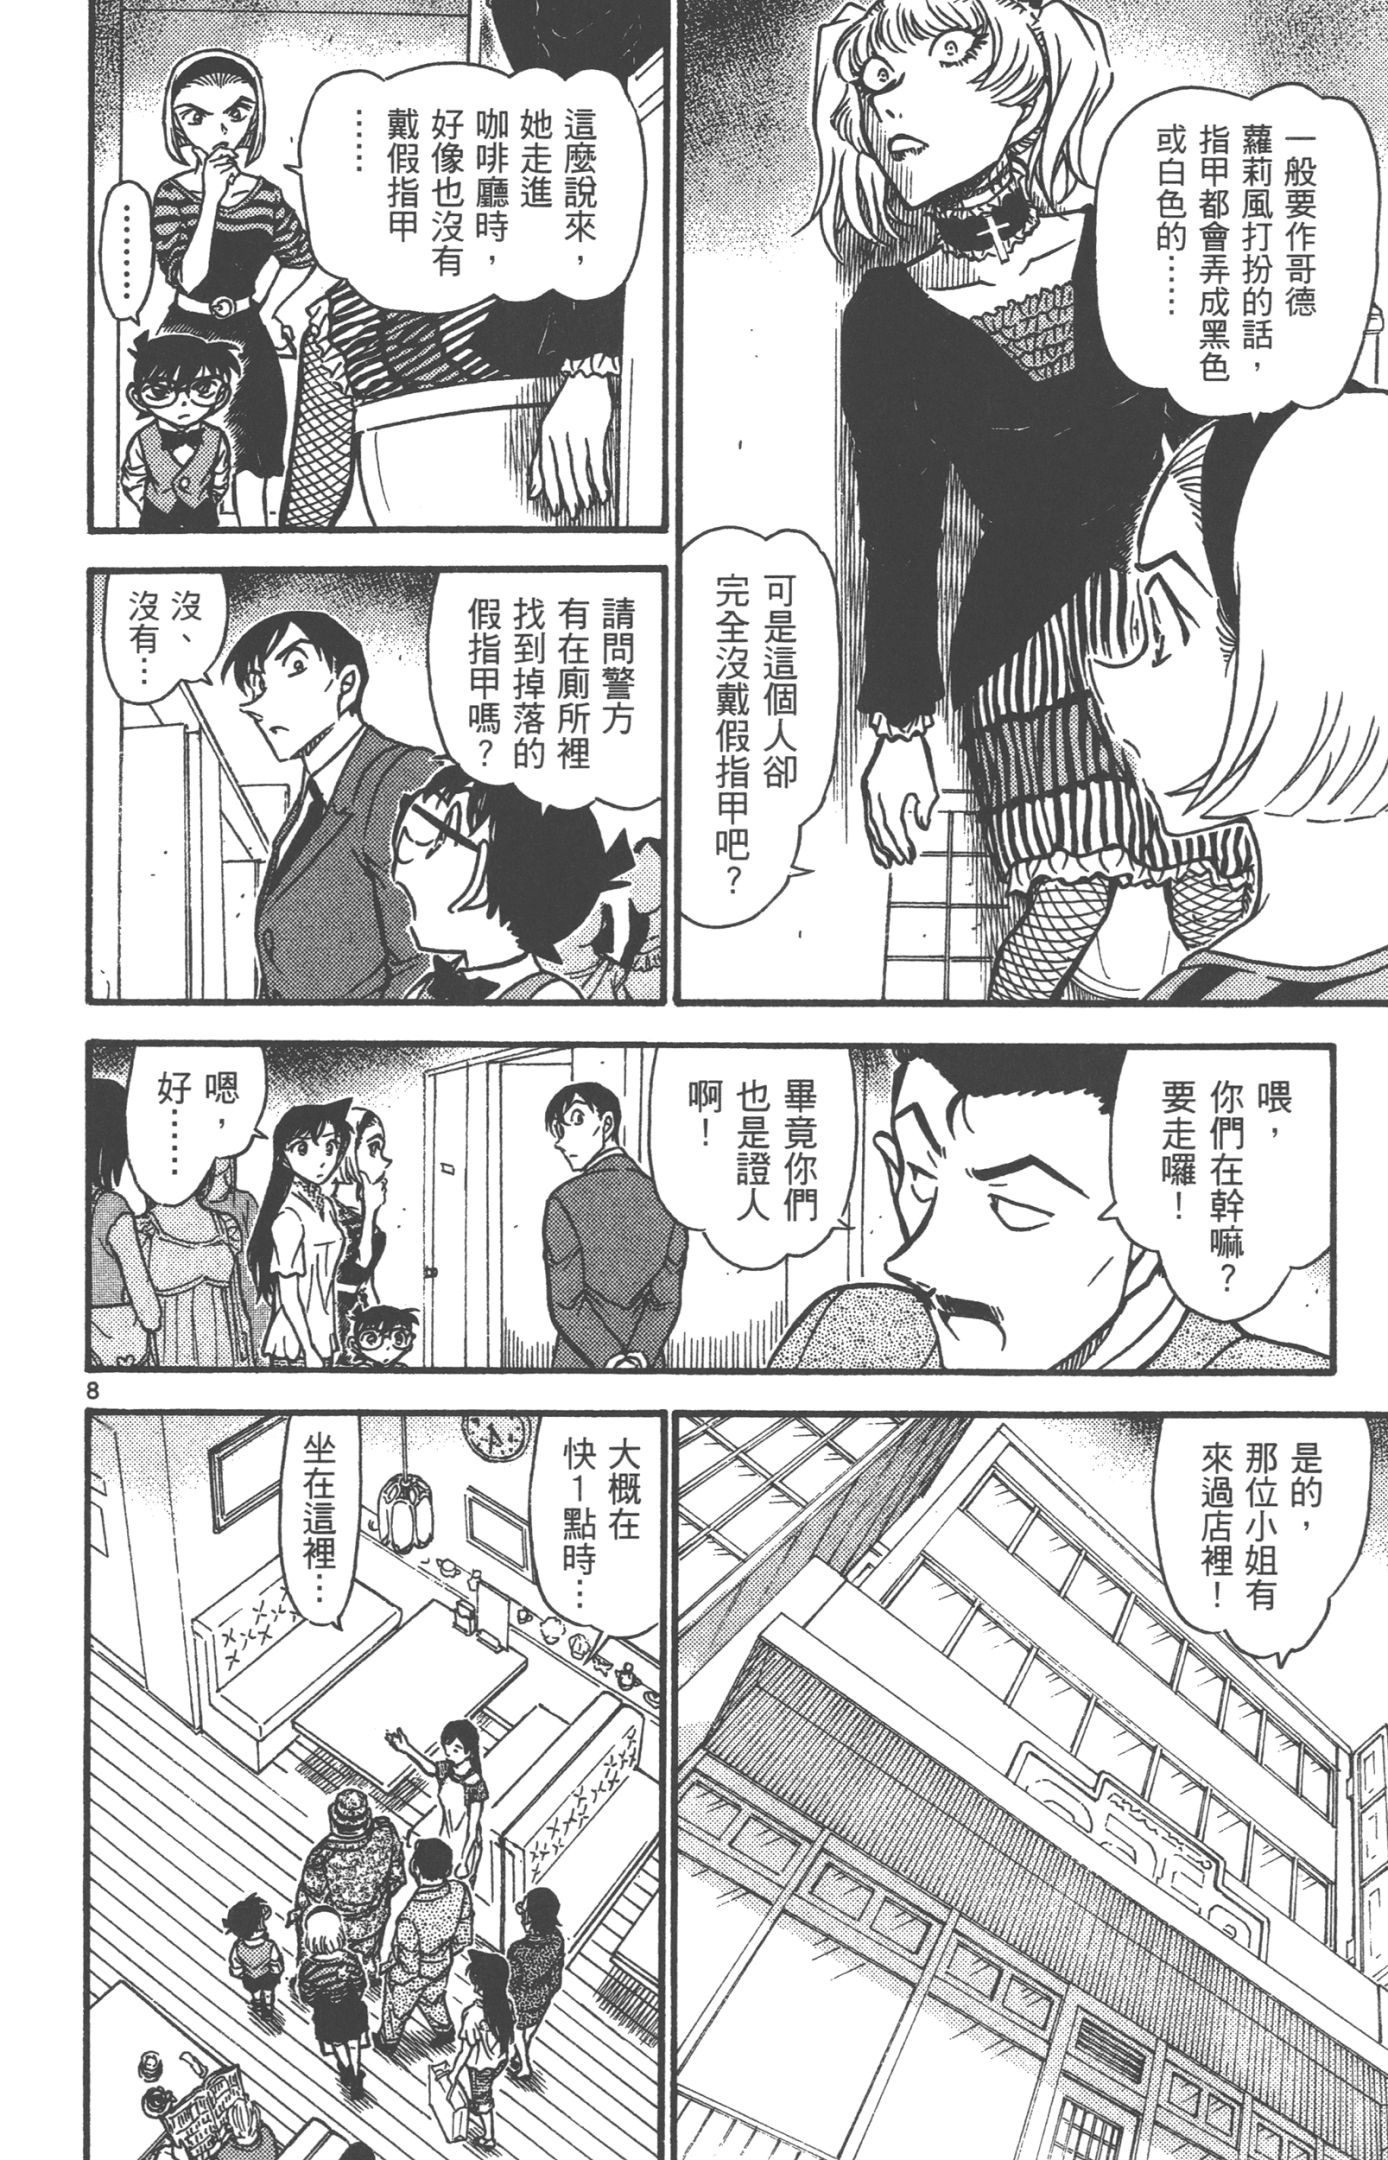 一般要作哥德
蘿莉風打扮的話，
指甲都會弄成黑色
或白色的……
可是這個人卻
完全沒戴假指甲吧？
這麼說來，
她走進
咖啡廳時，
好像也沒有
戴假指甲
……
………
請問警方
有在廁所裡
找到掉落的
假指甲嗎？
沒、
沒有…
喂，
你們在幹嘛？
要走囉！
畢竟你們
也是證人
啊！
嗯，
好……
8
是的，
那位小姐有
來過店裡！
大概在
快1點時…
坐在這裡…